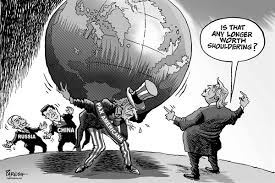 IS THAT
ANY LONGER
WORTH
SHOULDERING?
RUSSIA
CHINA
PARESH